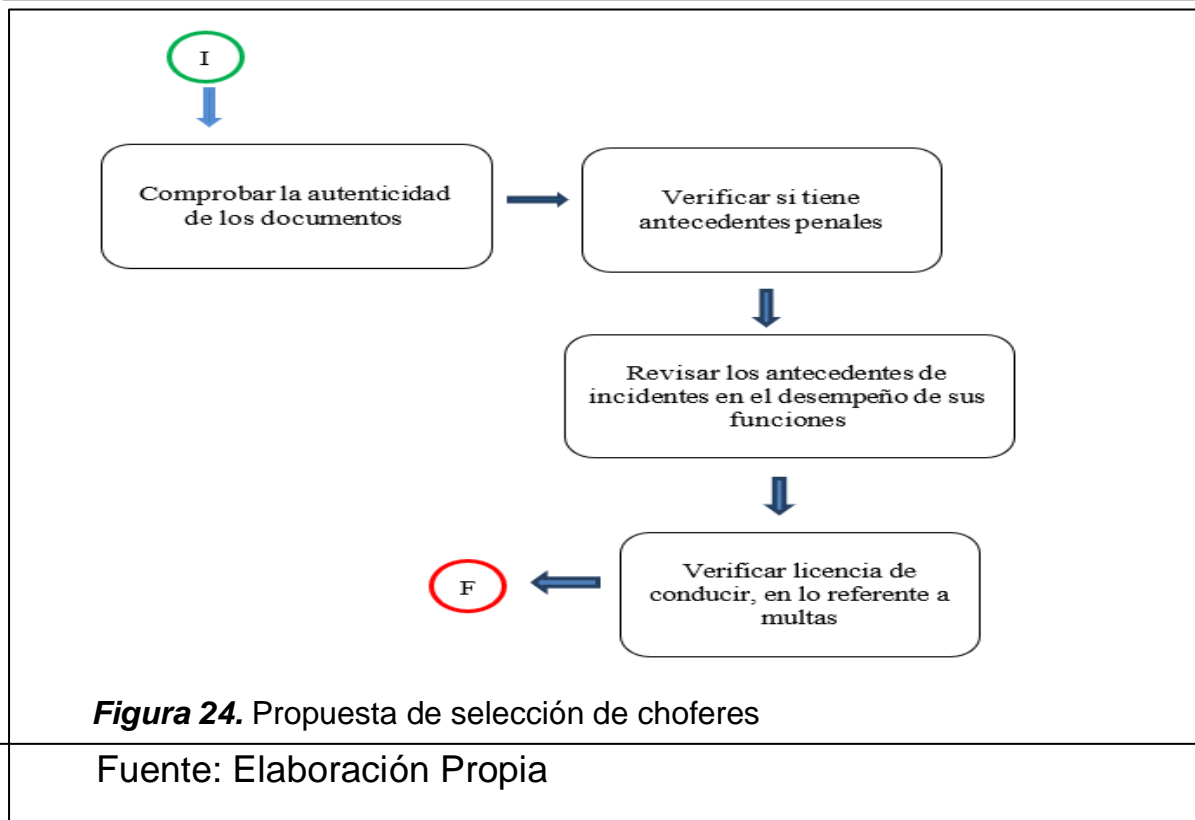 I
Comprobar la autenticidad
de los documentos
Verificar si tiene
antecedentes penales
Revisar los antecedentes de
incidentes en el desempeño de sus
funciones
Verificar licencia de
conducir, en lo referente a
multas
F
Figura 24. Propuesta de selección de choferes
Fuente: Elaboración Propia